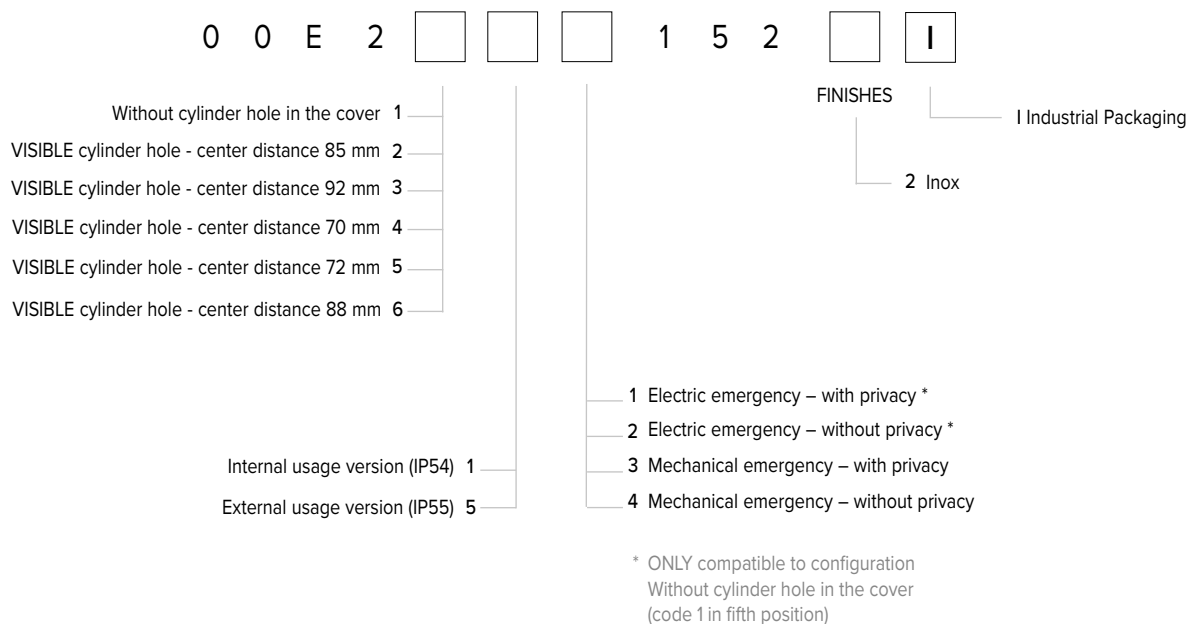 0 0 E 2 1 5 2 I
FINISHES
I Industrial Packaging
2 Inox
Without cylinder hole in the cover 1
VISIBLE cylinder hole - center distance 85 mm 2
VISIBLE cylinder hole - center distance 92 mm 3
VISIBLE cylinder hole - center distance 70 mm 4
VISIBLE cylinder hole - center distance 72 mm 5
VISIBLE cylinder hole - center distance 88 mm 6
Internal usage version (IP54) 1
External usage version (IP55) 5
1 Electric emergency – with privacy *
2 Electric emergency – without privacy *
3 Mechanical emergency – with privacy
4 Mechanical emergency – without privacy
* ONLY compatible to configuration
Without cylinder hole in the cover
(code 1 in fifth position)